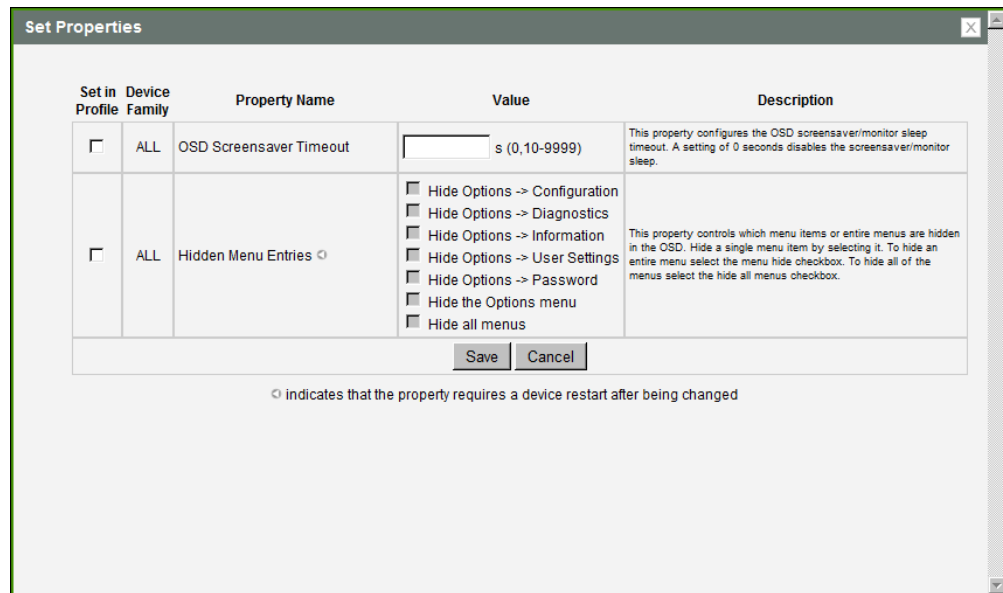 Set Properties
X
Set in Profile
Device Family
Property Name
Value
Description
ALL
OSD Screensaver Timeout
s (0,10-9999)
This property configures the OSD screensaver/monitor sleep
timeout. A setting of 0 seconds disables the screensaver/monitor
sleep.
ALL
Hidden Menu Entries
Hide Options -> Configuration
Hide Options -> Diagnostics
Hide Options -> Information
Hide Options -> User Settings
Hide Options -> Password
Hide the Options menu
Hide all menus
This property controls which menu items or entire menus are hidden
in the OSD. Hide a single menu item by selecting it. To hide an
entire menu select the menu hide checkbox. To hide all of the
menus select the hide all menus checkbox.
Save
Cancel
indicates that the property requires a device restart after being changed